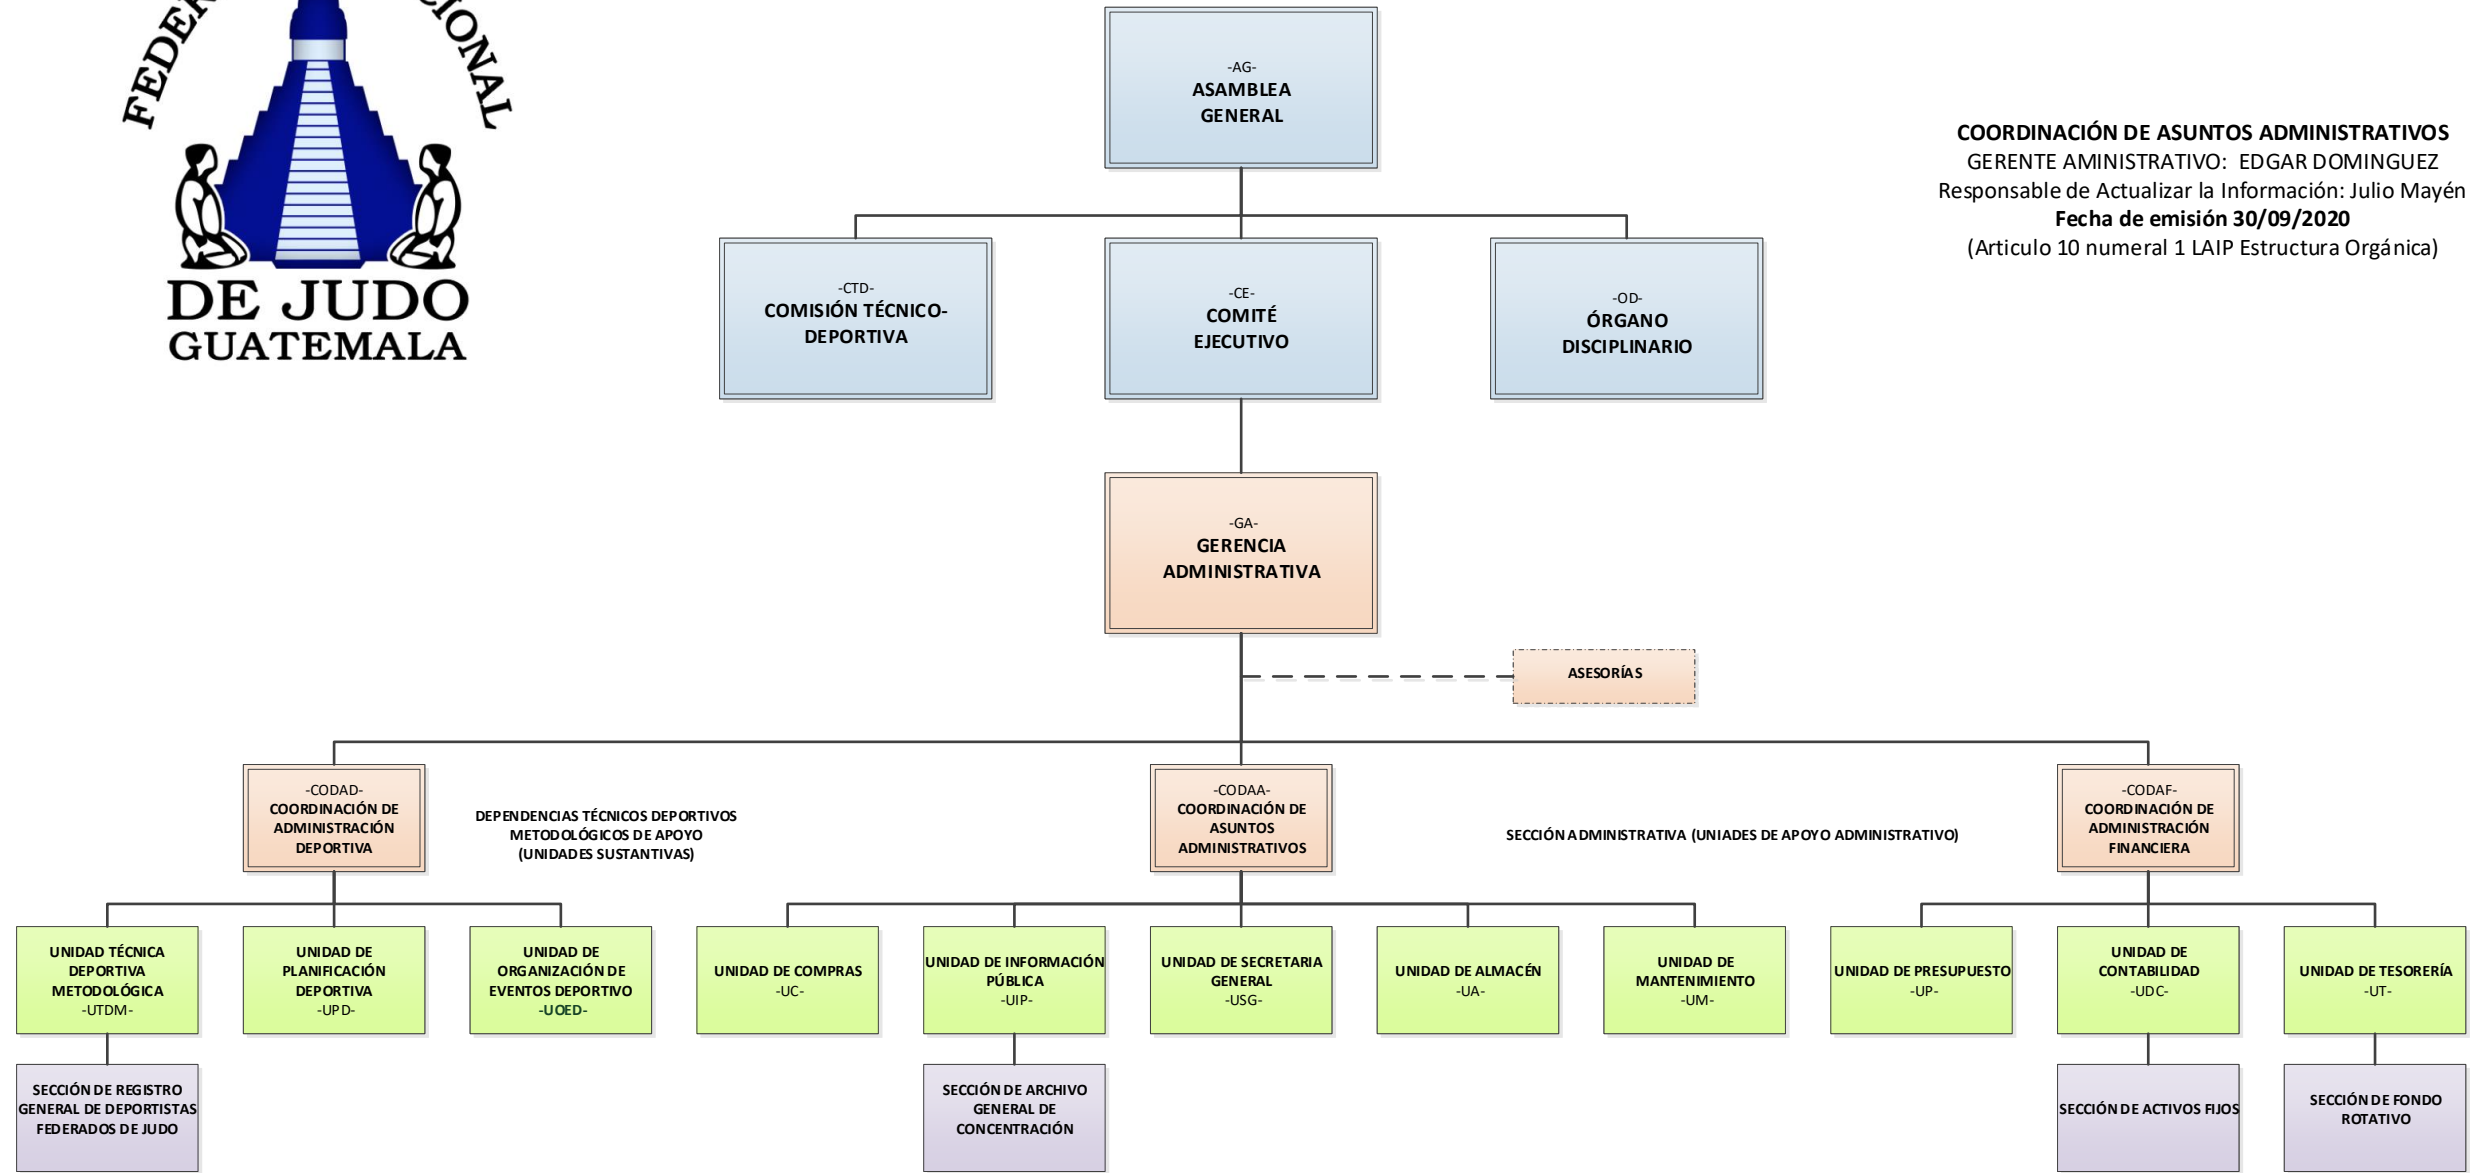 FEDER CIONAL
DE JUDO
GUATEMALA
-AG-
ASAMBLEA
GENERAL
COORDINACIÓN DE ASUNTOS ADMINISTRATIVOS
GERENTE AMINISTRATIVO: EDGAR DOMINGUEZ
Responsable de Actualizar la Información: Julio Mayén
Fecha de emisión 30/09/2020
(Articulo 10 numeral 1 LAIP Estructura Orgánica)
-CTD-
COMISIÓN TÉCNICO-
DEPORTIVA
-CE-
COMITÉ
EJECUTIVO
-OD-
ÓRGANO
DISCIPLINARIO
-GA-
GERENCIA
ADMINISTRATIVA
ASESORÍAS
-CODAD-
COORDINACIÓN DE
ADMINISTRACIÓN
DEPORTIVA
DEPENDENCIAS TÉCNICOS DEPORTIVOS
METODOLÓGICOS DE APOYO
(UNIDADES SUSTANTIVAS)
-CODAA-
COORDINACIÓN DE
ASUNTOS
ADMINISTRATIVOS
SECCIÓN ADMINISTRATIVA (UNIADES DE APOYO ADMINISTRATIVO)
-CODAF-
COORDINACIÓN DE
ADMINISTRACIÓN
FINANCIERA
UNIDAD TÉCNICA
DEPORTIVA
METODOLÓGICA
-UTDM-
UNIDAD DE
PLANIFICACIÓN
DEPORTIVA
-UPD-
UNIDAD DE
ORGANIZACIÓN DE
EVENTOS DEPORTIVO
-UOED-
UNIDAD DE COMPRAS
-UC-
UNIDAD DE INFORMACIÓN
PÚBLICA
-UIP-
UNIDAD DE SECRETARIA
GENERAL
-USG-
UNIDAD DE ALMACÉN
-UA-
UNIDAD DE
MANTENIMIENTO
-UM-
UNIDAD DE PRESUPUESTO
-UP-
UNIDAD DE
CONTABILIDAD
-UDC-
UNIDAD DE TESORERÍA
-UT-
SECCIÓN DE REGISTRO
GENERAL DE DEPORTISTAS
FEDERADOS DE JUDO
SECCIÓN DE ARCHIVO
GENERAL DE
CONCENTRACIÓN
SECCIÓN DE ACTIVOS FIJOS
SECCIÓN DE FONDO
ROTATIVO